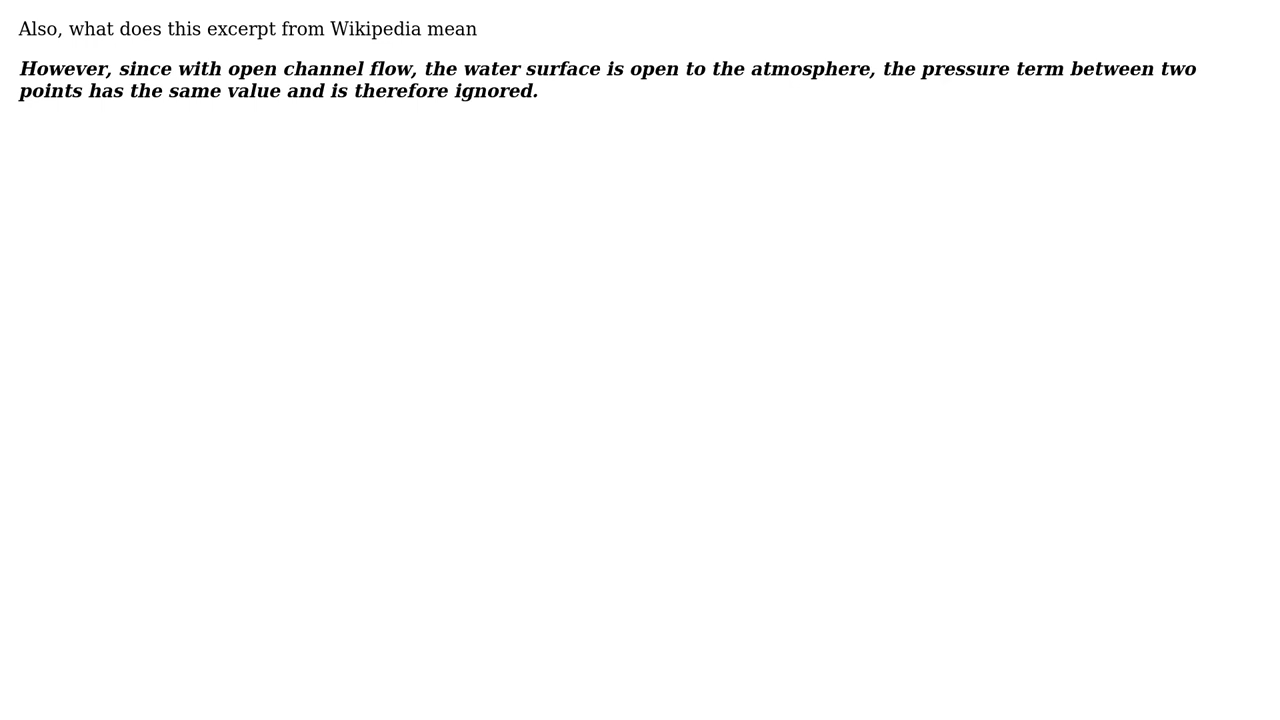 Also, what does this excerpt from Wikipedia mean
However, since with open channel flow, the water surface is open to the atmosphere, the pressure term between two
points has the same value and is therefore ignored.